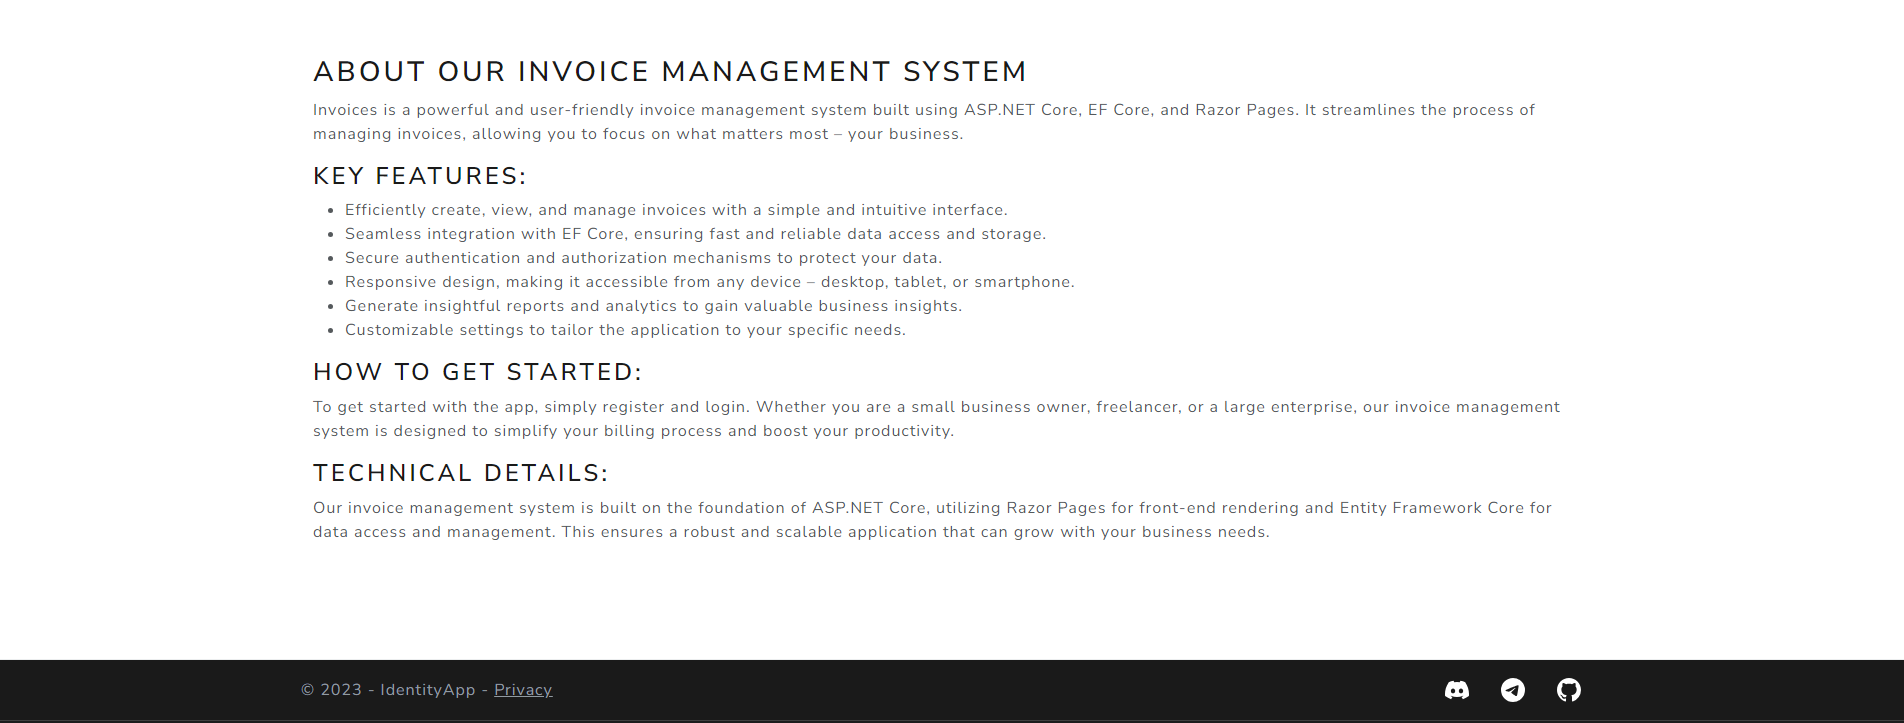 ABOUT OUR INVOICE MANAGEMENT SYSTEM
Invoices is a powerful and user-friendly invoice management system built using ASP.NET Core, EF Core, and Razor Pages. It streamlines the process of
managing invoices, allowing you to focus on what matters most – your business.
KEY FEATURES:
• Efficiently create, view, and manage invoices with a simple and intuitive interface.
• Seamless integration with EF Core, ensuring fast and reliable data access and storage.
• Secure authentication and authorization mechanisms to protect your data.
• Responsive design, making it accessible from any device – desktop, tablet, or smartphone.
• Generate insightful reports and analytics to gain valuable business insights.
• Customizable settings to tailor the application to your specific needs.
HOW TO GET STARTED:
To get started with the app, simply register and login. Whether you are a small business owner, freelancer, or a large enterprise, our invoice management
system is designed to simplify your billing process and boost your productivity.
TECHNICAL DETAILS:
Our invoice management system is built on the foundation of ASP.NET Core, utilizing Razor Pages for front-end rendering and Entity Framework Core for
data access and management. This ensures a robust and scalable application that can grow with your business needs.
© 2023 - IdentityApp - Privacy